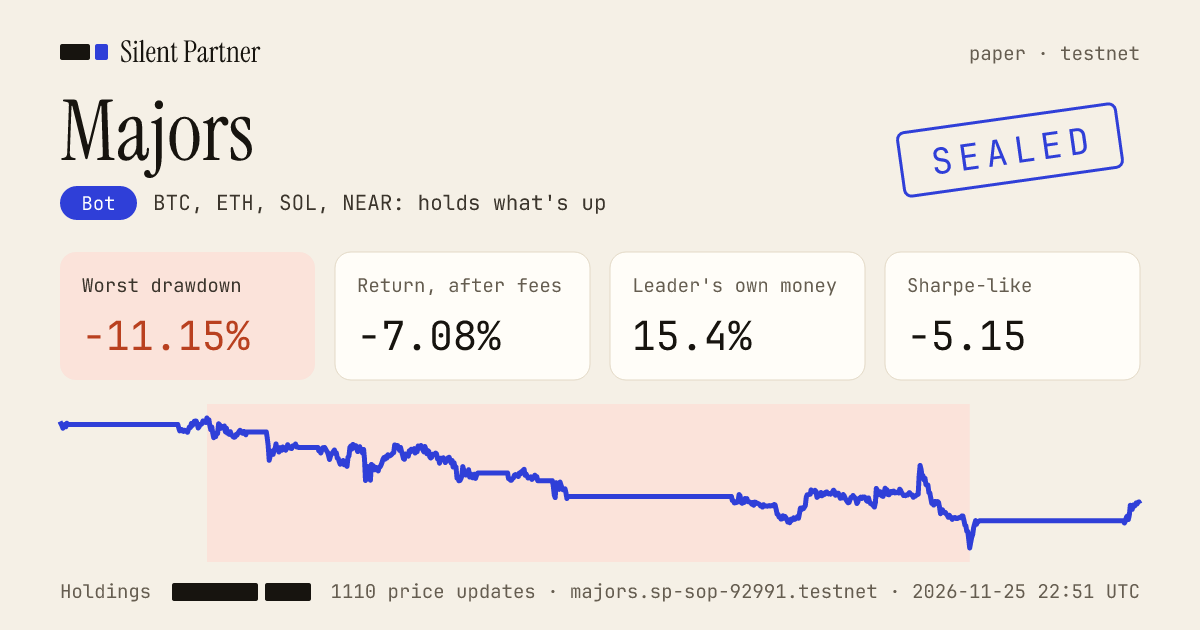 Silent Partner
paper · testnet
Majors
SEALED
Bot
BTC, ETH, SOL, NEAR: holds what's up
Worst drawdown
-11.15%
Return, after fees
-7.08%
Leader's own money
15.4%
Sharpe-like
-5.15
Holdings
1110 price updates · majors.sp-sop-92991.testnet · 2026-11-25 22:51 UTC